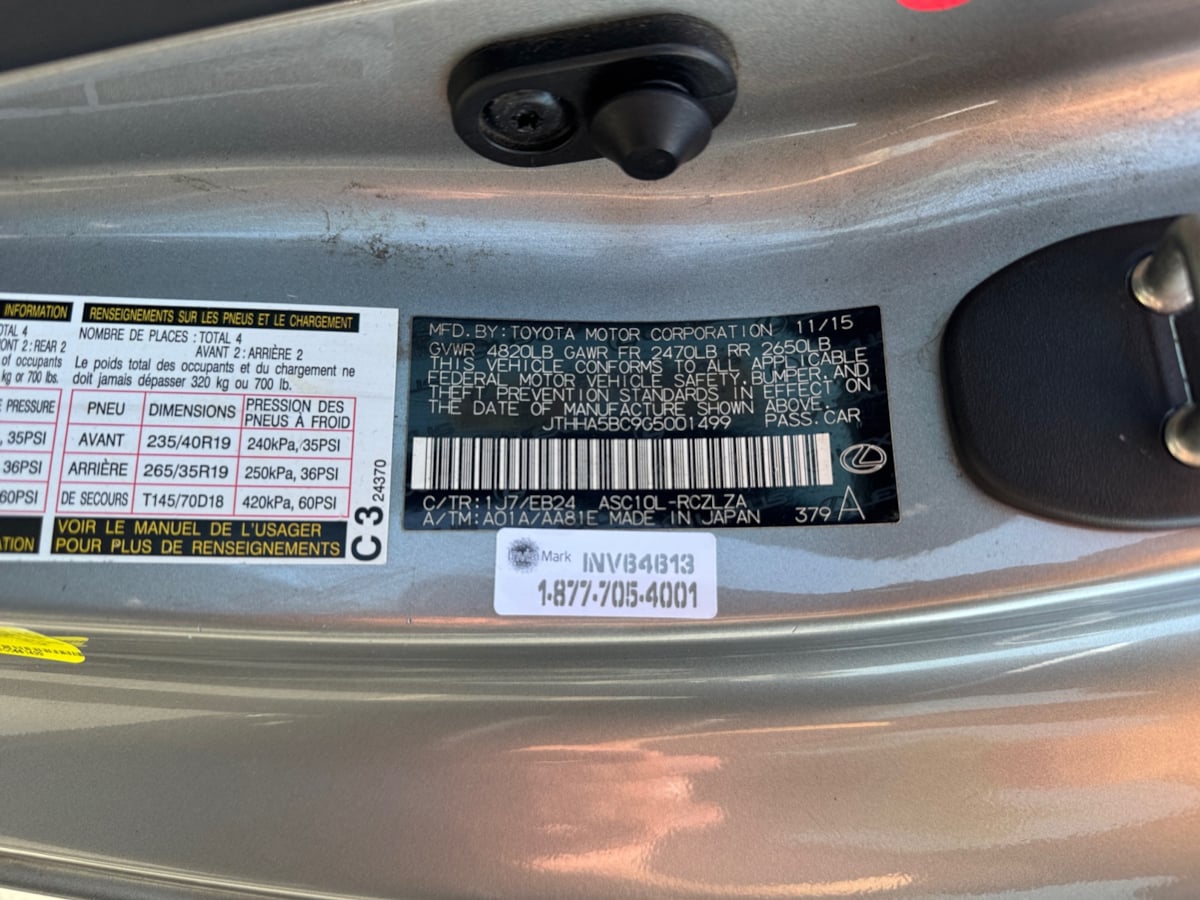 INFORMATION
TOTAL 4
FRONT 2 : REAR 2
of occupants
kg or 700 lbs.
PRESSURE
, 35PSI
, 36PSI
60PSI
RENSEIGNEMENTS SUR LES PNEUS ET LE CHARGEMENT
NOMBRE DE PLACES : TOTAL 4
AVANT 2 : ARRIÈRE 2
Le poids total des occupants et du chargement ne
doit jamais dépasser 320 kg ou 700 lb.
PNEU DIMENSIONS PRESSION DES PNEUS À FROID
AVANT 235/40R19 240kPa, 35PSI
ARRIÈRE 265/35R19 250kPa, 36PSI
DE SECOURS T145/70D18 420kPa, 60PSI
VOIR LE MANUEL DE L'USAGER
POUR PLUS DE RENSEIGNEMENTS
C3 24370
MFD.BY:TOYOTA MOTOR CORPORATION 11/15
GVWR 4820LB GAWR FR 2470LB RR 2650LB
THIS VEHICLE CONFORMS TO ALL APPLICABLE
FEDERAL MOTOR VEHICLE SAFETY,BUMPER,AND
THEFT PREVENTION STANDARDS IN EFFECT ON
THE DATE OF MANUFACTURE SHOWN ABOVE.
JTHHA5BC9G5001499 PASS.CAR
C/TR:1J7/EB24 ASC10L-RCZLZA
A/TM:A01A/AA81E MADE IN JAPAN 379 A
Mark INV64613
1-877-705-4001